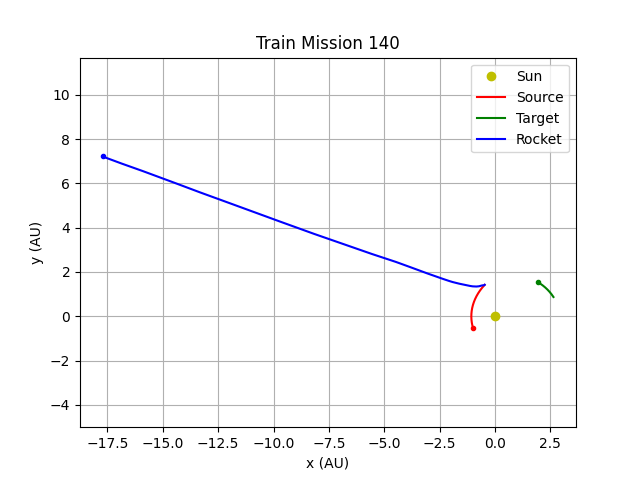 Train Mission 140
Sun
Source
Target
Rocket
10
8
6
4
2
0
−2
−4
y (AU)
−17.5 −15.0 −12.5 −10.0 −7.5 −5.0 −2.5 0.0 2.5
x (AU)